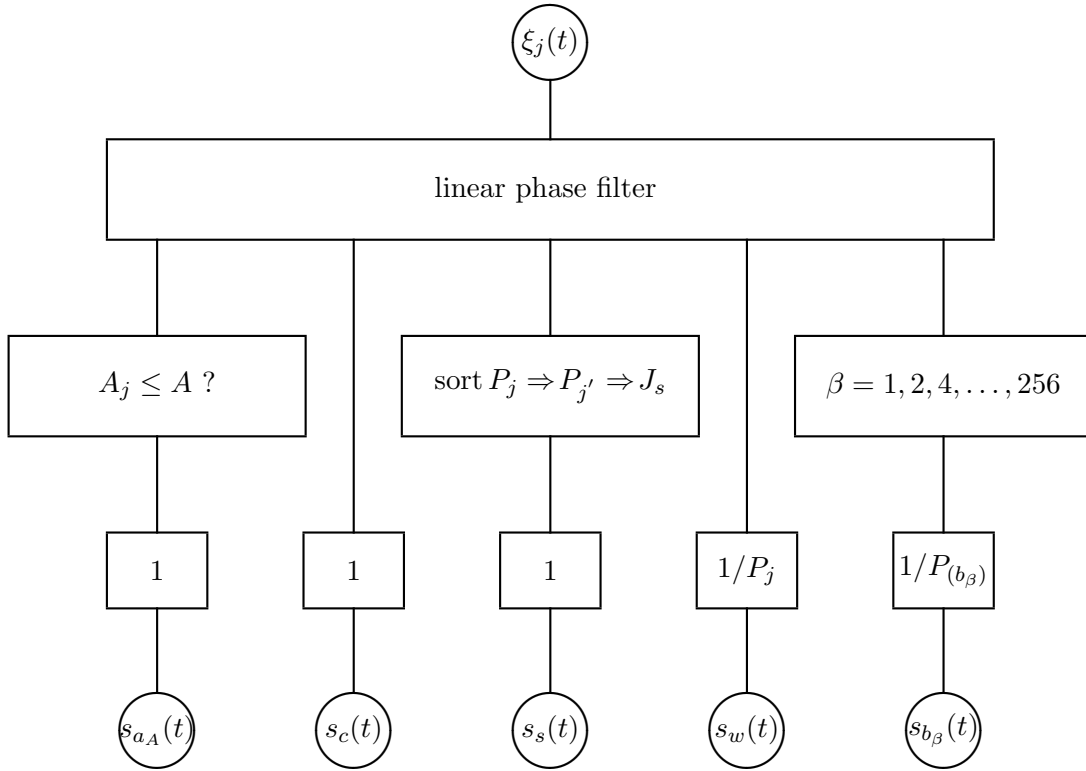 ξ_j(t)
linear phase filter
A_j ≤ A ?
sort P_j ⇒ P_{j'} ⇒ J_s
β = 1, 2, 4, . . . , 256
1
1
1
1/P_j
1/P_{(b_β)}
s_{a_A}(t)
s_c(t)
s_s(t)
s_w(t)
s_{b_β}(t)